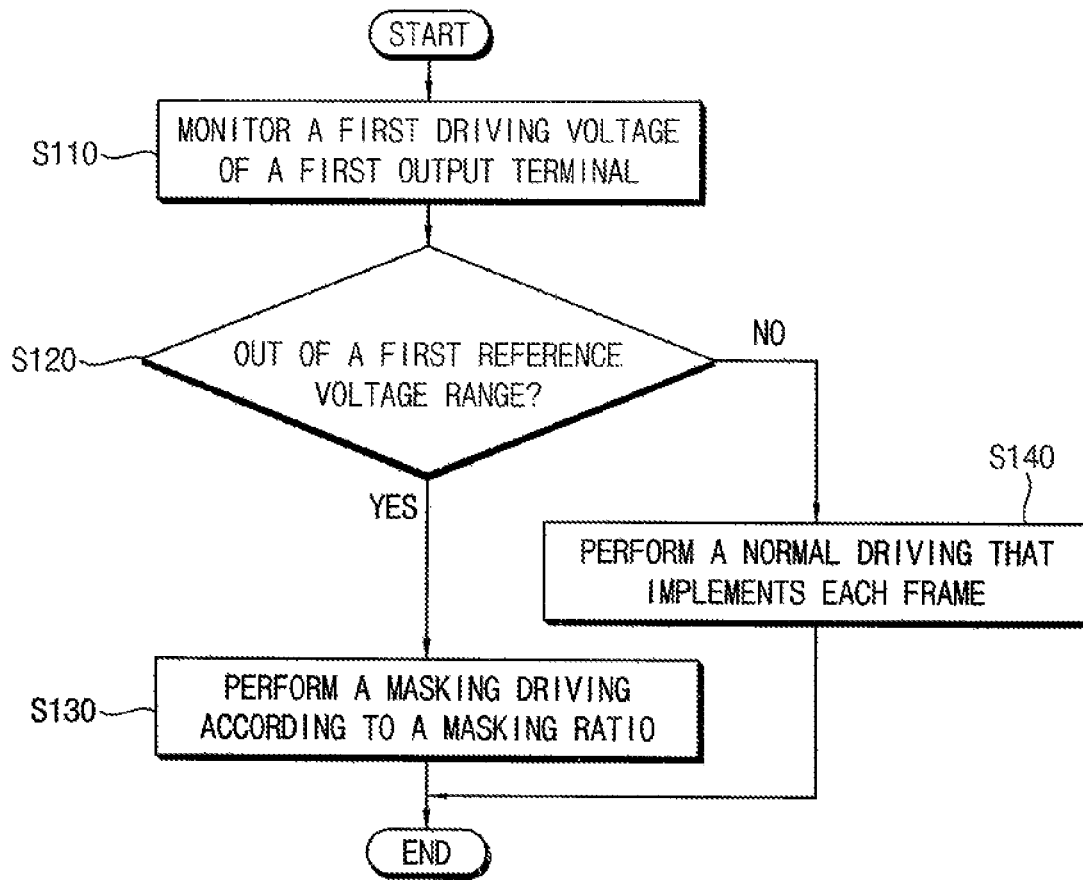 START
S110
MONITOR A FIRST DRIVING VOLTAGE
OF A FIRST OUTPUT TERMINAL
S120
OUT OF A FIRST REFERENCE
VOLTAGE RANGE?
NO
YES
S140
PERFORM A NORMAL DRIVING THAT
IMPLEMENTS EACH FRAME
S130
PERFORM A MASKING DRIVING
ACCORDING TO A MASKING RATIO
END